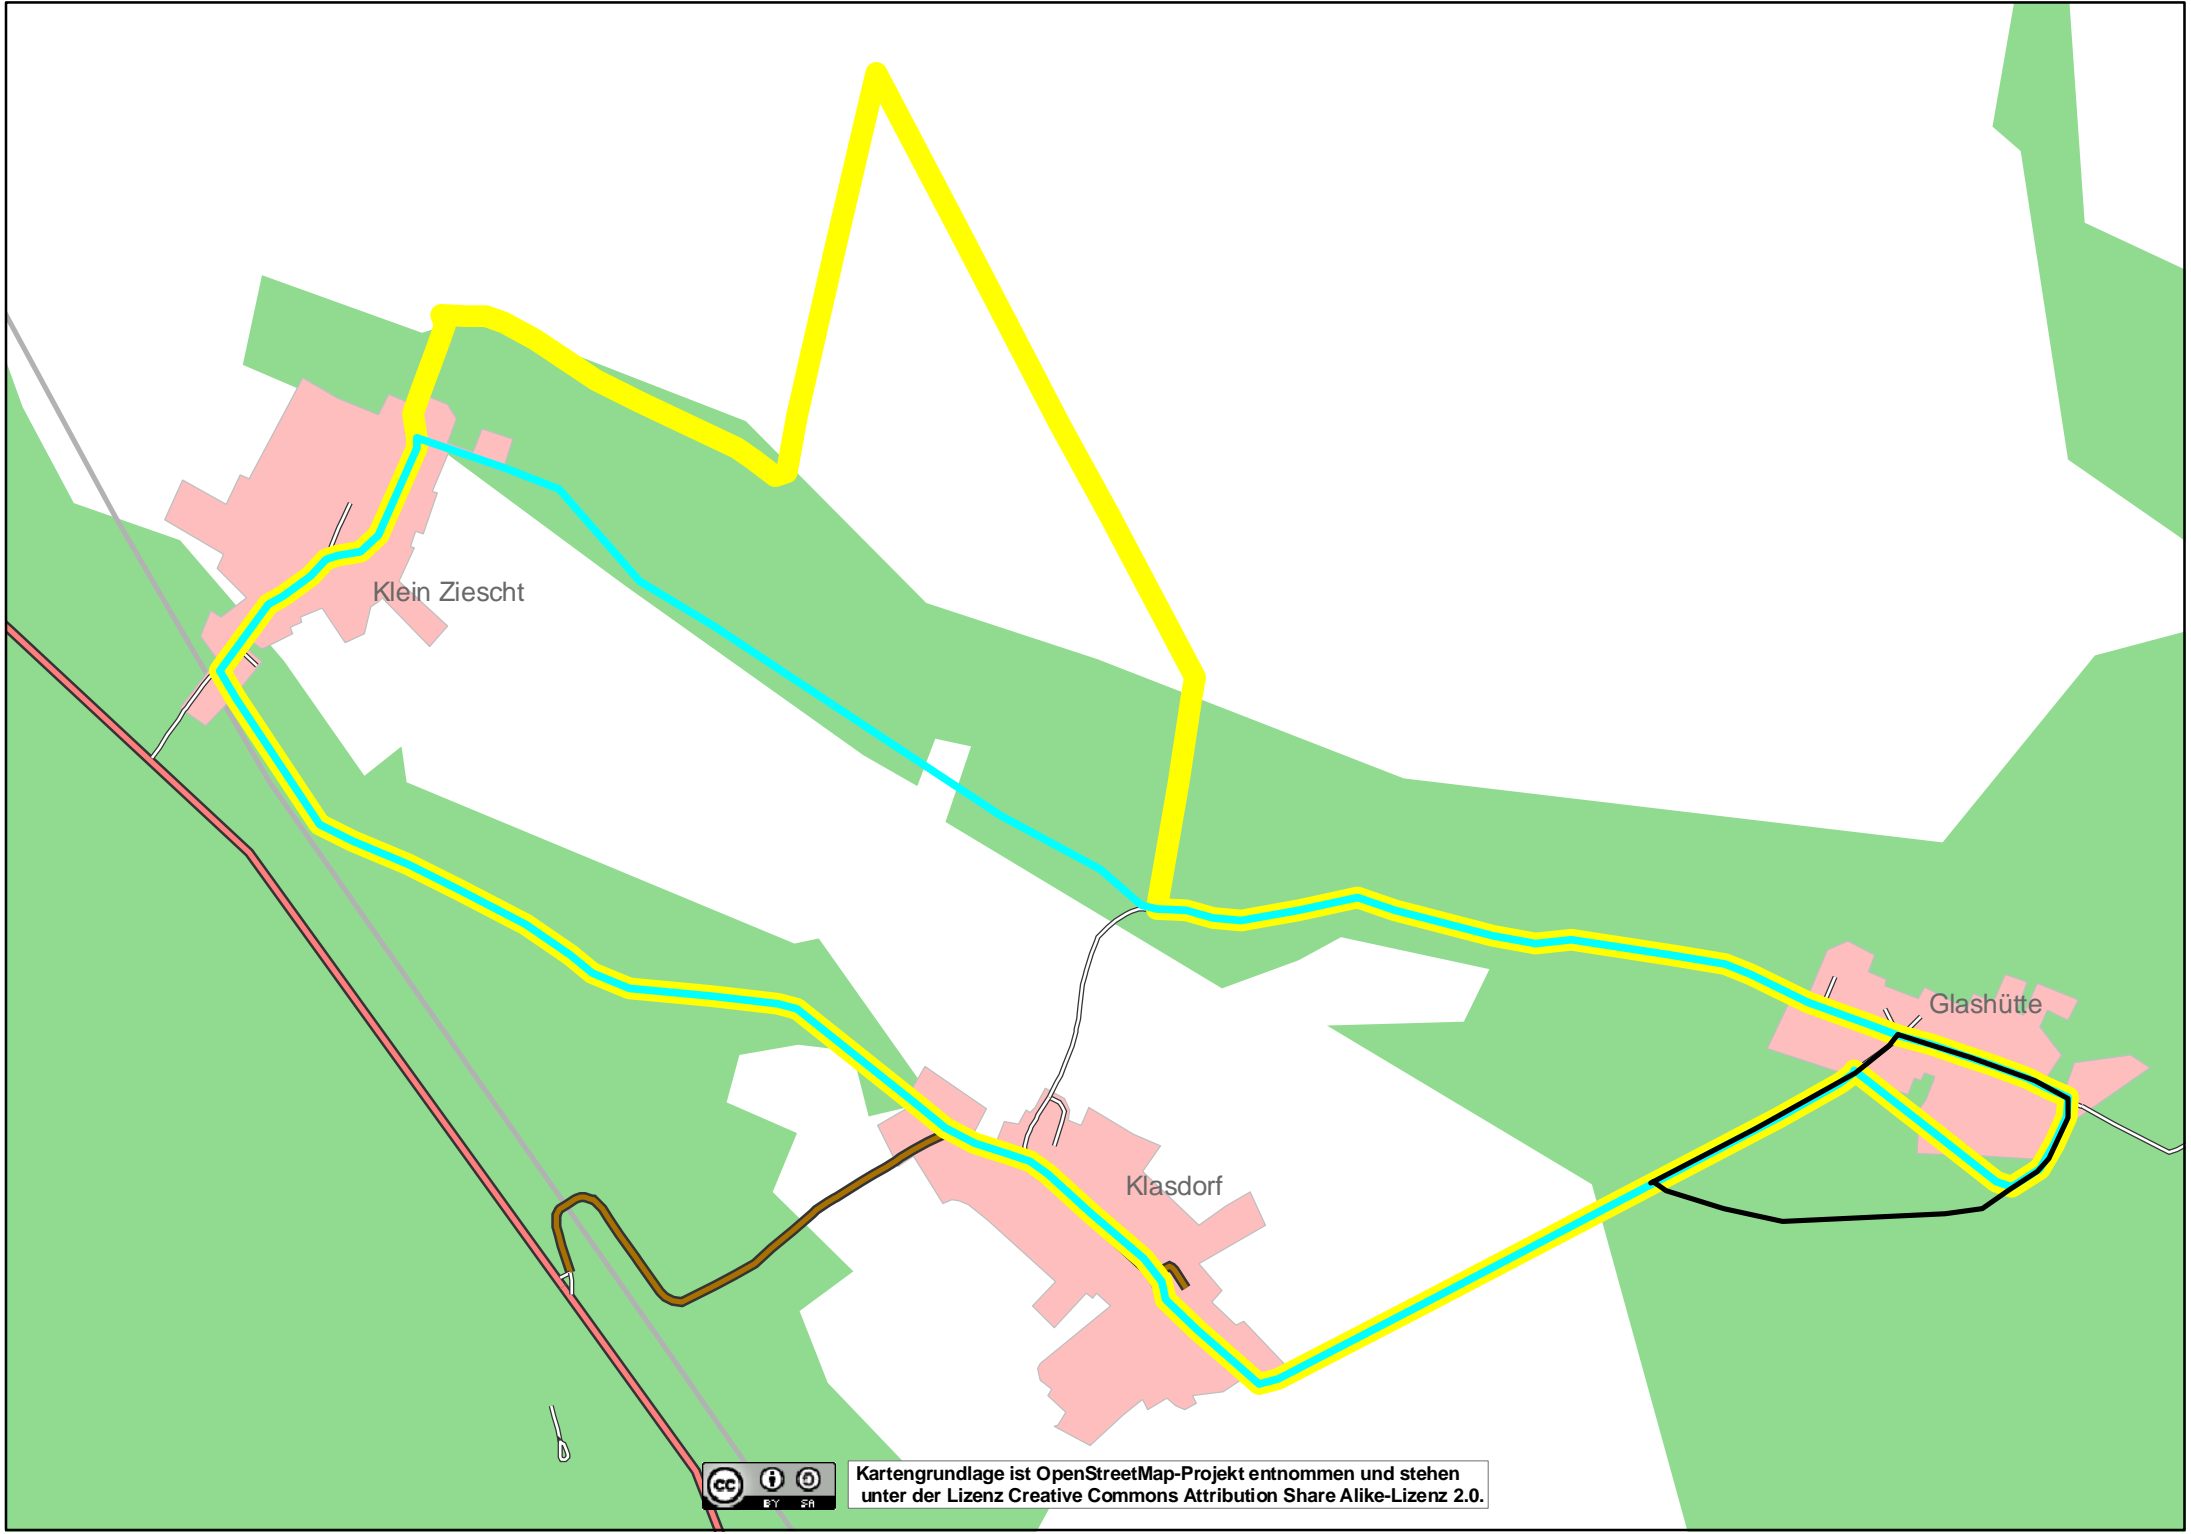 Klein Ziescht
Glashütte
Klasdorf
cc
BY SA
Kartengrundlage ist OpenStreetMap-Projekt entnommen und stehen
unter der Lizenz Creative Commons Attribution Share Alike-Lizenz 2.0.